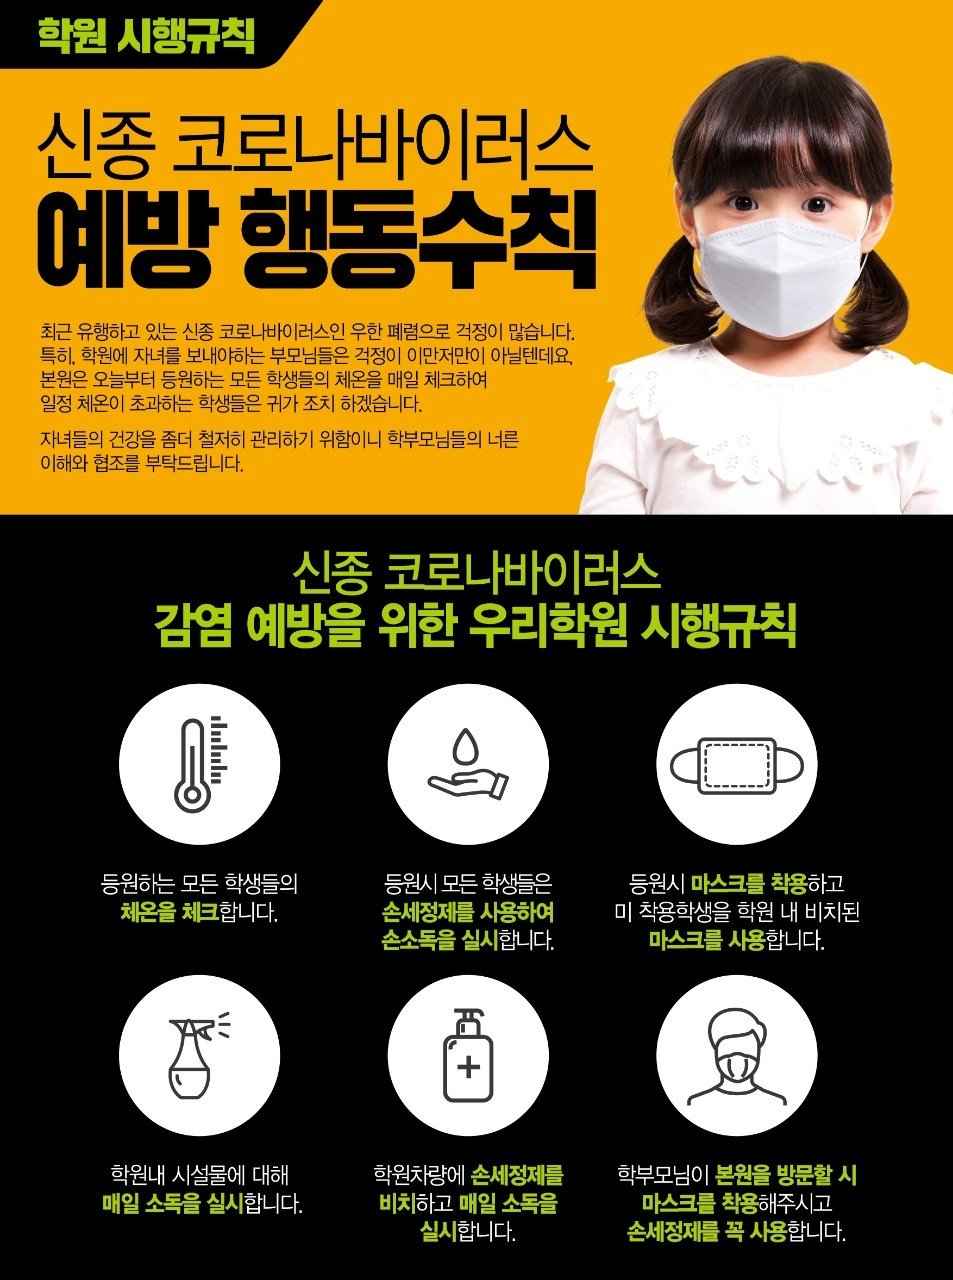 학원 시행규칙
신종 코로나바이러스
예방 행동수칙
최근 유행하고 있는 신종 코로나바이러스인 우한 폐렴으로 걱정이 많습니다.
특히, 학원에 자녀를 보내야하는 부모님들은 걱정이 이만저만이 아닐텐데요,
본원은 오늘부터 등원하는 모든 학생들의 체온을 매일 체크하여
일정 체온이 초과하는 학생들은 귀가 조치 하겠습니다.
자녀들의 건강을 좀더 철저히 관리하기 위함이니 학부모님들의 너른
이해와 협조를 부탁드립니다.
신종 코로나바이러스
감염 예방을 위한 우리학원 시행규칙
등원하는 모든 학생들의
체온을 체크합니다.
등원시 모든 학생들은
손세정제를 사용하여
손소독을 실시합니다.
등원시 마스크를 착용하고
미 착용학생을 학원 내 비치된
마스크를 사용합니다.
학원내 시설물에 대해
매일 소독을 실시합니다.
학원차량에 손세정제를
비치하고 매일 소독을
실시합니다.
학부모님이 본원을 방문할 시
마스크를 착용해주시고
손세정제를 꼭 사용합니다.